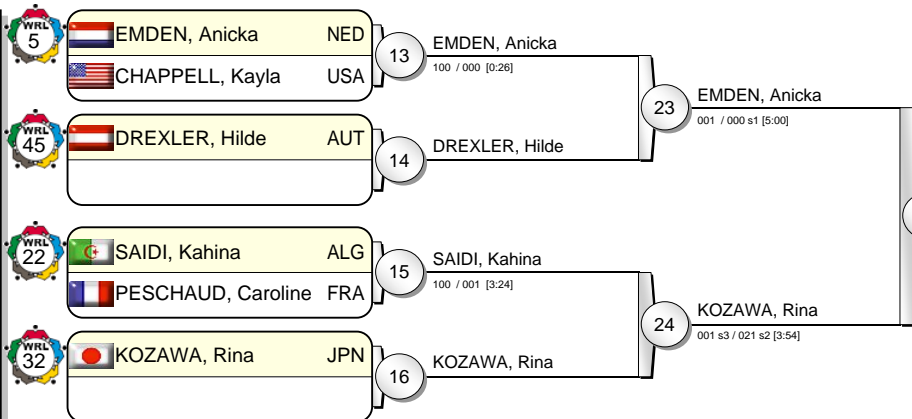 WRL
5
EMDEN, Anicka NED
CHAPPELL, Kayla USA
13
EMDEN, Anicka
100 / 000 [0:26]
WRL
45
DREXLER, Hilde AUT
14
DREXLER, Hilde
23
EMDEN, Anicka
001 / 000 s1 [5:00]
WRL
22
SAIDI, Kahina ALG
PESCHAUD, Caroline FRA
15
SAIDI, Kahina
100 / 001 [3:24]
WRL
32
KOZAWA, Rina JPN
16
KOZAWA, Rina
24
KOZAWA, Rina
001 s3 / 021 s2 [3:54]